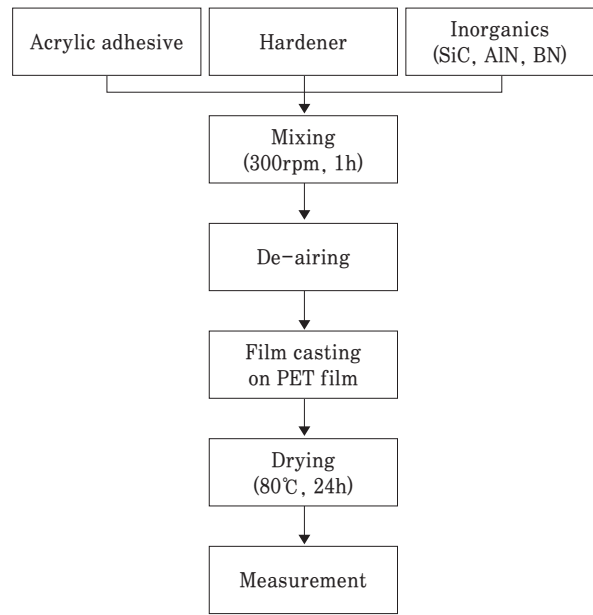 Acrylic adhesive
Hardener
Inorganics
(SiC, AlN, BN)
Mixing
(300rpm, 1h)
De-airing
Film casting
on PET film
Drying
(80℃, 24h)
Measurement